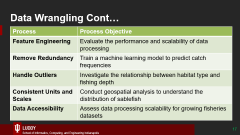 Data Wrangling Cont…
Process
Process Objective
Feature Engineering
Evaluate the performance and scalability of data
processing
Remove Redundancy
Train a machine learning model to predict catch
frequencies
Handle Outliers
Investigate the relationship between habitat type and
fishing depth
Consistent Units and
Scales
Conduct geospatial analysis to understand the
distribution of sablefish
Data Accessibility
Assess data processing scalability for growing fisheries
datasets
LUDDY
School of Informatics, Computing, and Engineering